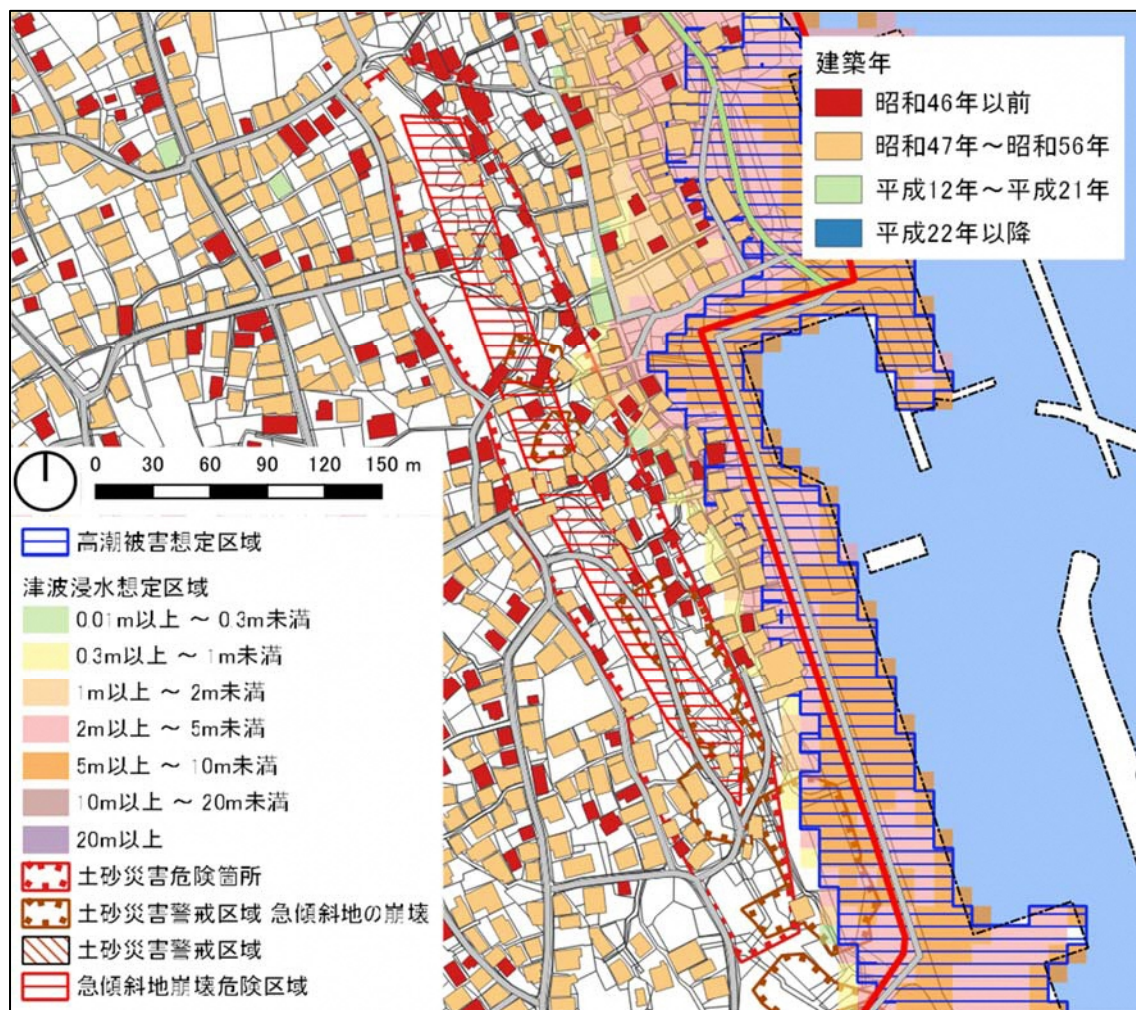 建築年
昭和46年以前
昭和47年～昭和56年
平成12年～平成21年
平成22年以降
0 30 60 90 120 150 m
高潮被害想定区域
津波浸水想定区域
0.01m以上 ～ 0.3m未満
0.3m以上 ～ 1m未満
1m以上 ～ 2m未満
2m以上 ～ 5m未満
5m以上 ～ 10m未満
10m以上 ～ 20m未満
20m以上
土砂災害危険箇所
土砂災害警戒区域 急傾斜地の崩壊
土砂災害警戒区域
急傾斜地崩壊危険区域